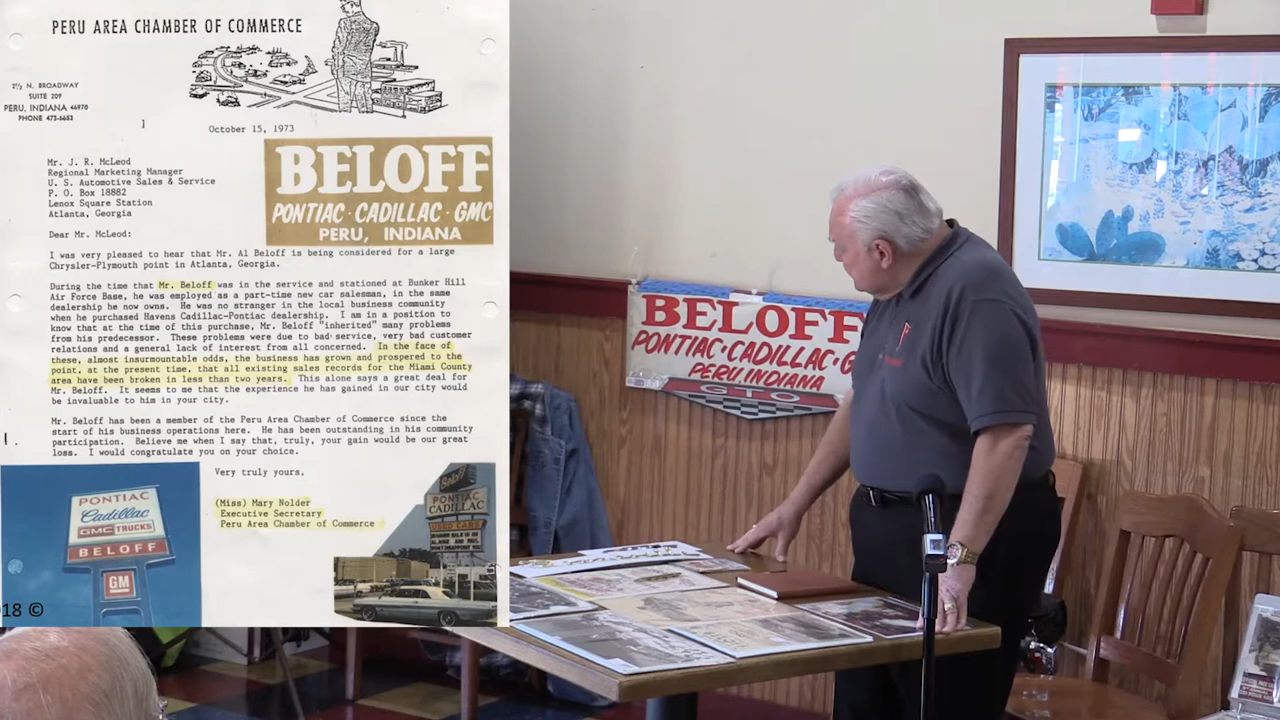 PERU AREA CHAMBER OF COMMERCE
2½ N. BROADWAY
SUITE 209
PERU, INDIANA 46970
PHONE 473-6653
October 15, 1973
Mr. J. R. McLeod
Regional Marketing Manager
U. S. Automotive Sales & Service
P. O. Box 18882
Lenox Square Station
Atlanta, Georgia
BELOFF
PONTIAC · CADILLAC · GMC
PERU, INDIANA
Dear Mr. McLeod:
I was very pleased to hear that Mr. Al Beloff is being considered for a large
Chrysler-Plymouth point in Atlanta, Georgia.
During the time that Mr. Beloff was in the service and stationed at Bunker Hill
Air Force Base, he was employed as a part-time new car salesman, in the same
dealership he now owns. He was no stranger in the local business community
when he purchased Havens Cadillac-Pontiac dealership. I am in a position to
know that at the time of this purchase, Mr. Beloff "inherited" many problems
from his predecessor. These problems were due to bad service, very bad customer
relations and a general lack of interest from all concerned. In the face of
these, almost insurmountable odds, the business has grown and prospered to the
point, at the present time, that all existing sales records for the Miami County
area have been broken in less than two years. This alone says a great deal for
Mr. Beloff. It seems to me that the experience he has gained in our city would
be invaluable to him in your city.
Mr. Beloff has been a member of the Peru Area Chamber of Commerce since the
start of his business operations here. He has been outstanding in his community
participation. Believe me when I say that, truly, your gain would be our great
loss. I would congratulate you on your choice.
Very truly yours,
(Miss) Mary Nolder
Executive Secretary
Peru Area Chamber of Commerce
PONTIAC
Cadillac
GMC TRUCKS
BELOFF
GM
Beloff
PONTIAC
CADILLAC
USED CARS
18 ©
BELOFF
PONTIAC · CADILLAC · G
PERU, INDIANA
GTO